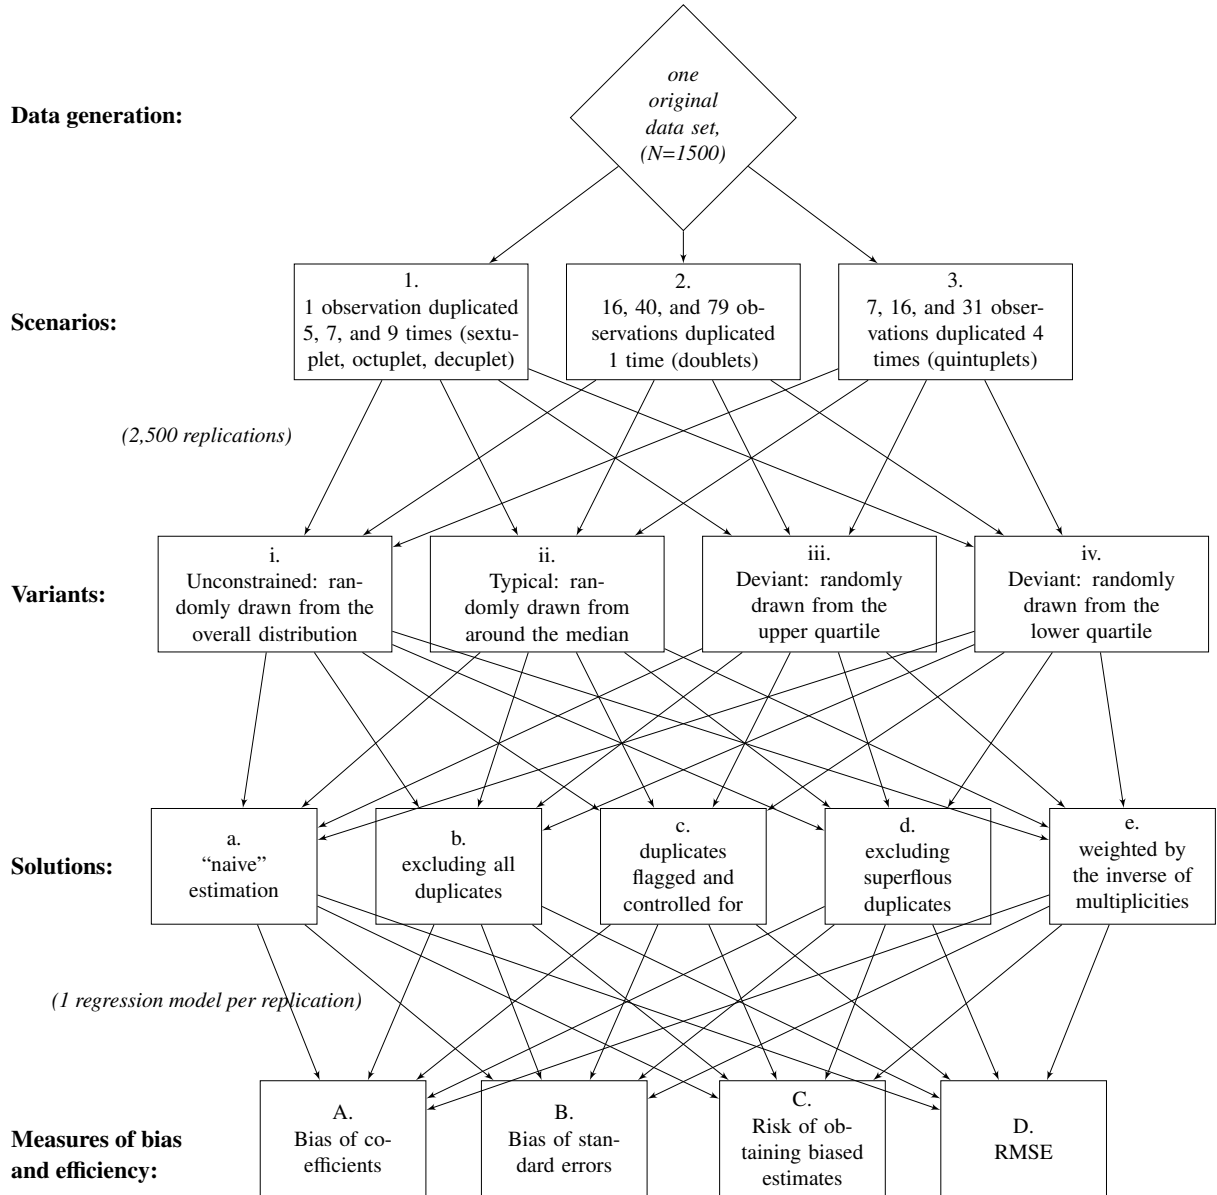 one
original
data set,
(N=1500)
Data generation:
1.
1 observation duplicated
5, 7, and 9 times (sextu-
plet, octuplet, decuplet)
2.
16, 40, and 79 ob-
servations duplicated
1 time (doublets)
3.
7, 16, and 31 obser-
vations duplicated 4
times (quintuplets)
Scenarios:
(2,500 replications)
i.
Unconstrained: ran-
domly drawn from the
overall distribution
ii.
Typical: ran-
domly drawn from
around the median
iii.
Deviant: randomly
drawn from the
upper quartile
iv.
Deviant: randomly
drawn from the
lower quartile
Variants:
a.
“naive”
estimation
b.
excluding all
duplicates
c.
duplicates
flagged and
controlled for
d.
excluding
superflous
duplicates
e.
weighted by
the inverse of
multiplicities
Solutions:
(1 regression model per replication)
A.
Bias of co-
efficients
B.
Bias of stan-
dard errors
C.
Risk of ob-
taining biased
estimates
D.
RMSE
Measures of bias
and efficiency: